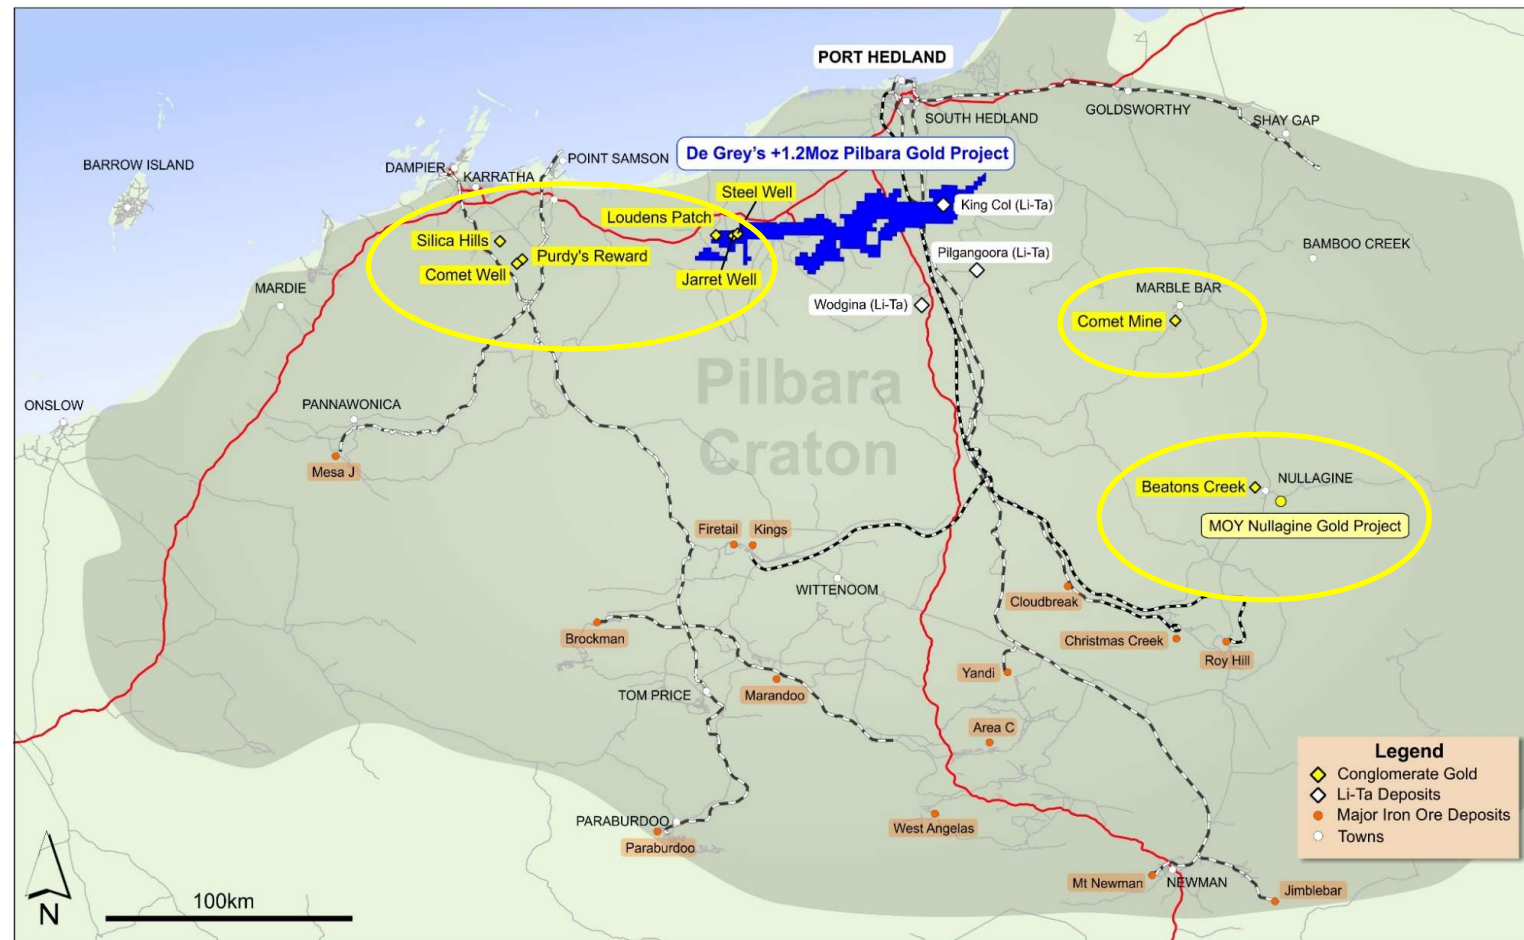 PORT HEDLAND
GOLDSWORTHY
SOUTH HEDLAND
SHAY GAP
De Grey's +1.2Moz Pilbara Gold Project
BARROW ISLAND
DAMPIER
POINT SAMSON
KARRATHA
Steel Well
King Col (Li-Ta)
Loudens Patch
Silica Hills
Purdy's Reward
Comet Well
Jarret Well
Pilgangoora (Li-Ta)
BAMBOO CREEK
MARDIE
Wodgina (Li-Ta)
MARBLE BAR
Comet Mine
Pilbara
Craton
ONSLOW
PANNAWONICA
Mesa J
Beatons Creek
NULLAGINE
MOY Nullagine Gold Project
Firetail
Kings
WITTENOOM
Cloudbreak
Brockman
Christmas Creek
Roy Hill
Yandi
TOM PRICE
Marandoo
Area C
PARABURDOO
Paraburdoo
West Angelas
Mt Newman
NEWMAN
Jimblebar
Legend
Conglomerate Gold
Li-Ta Deposits
Major Iron Ore Deposits
Towns
N
100km